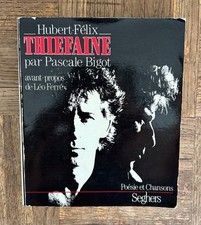 Hubert-Félix
THIEFAINE
par Pascale Bigot
avant-propos
de Léo Ferré
Poésie et Chansons
Seghers